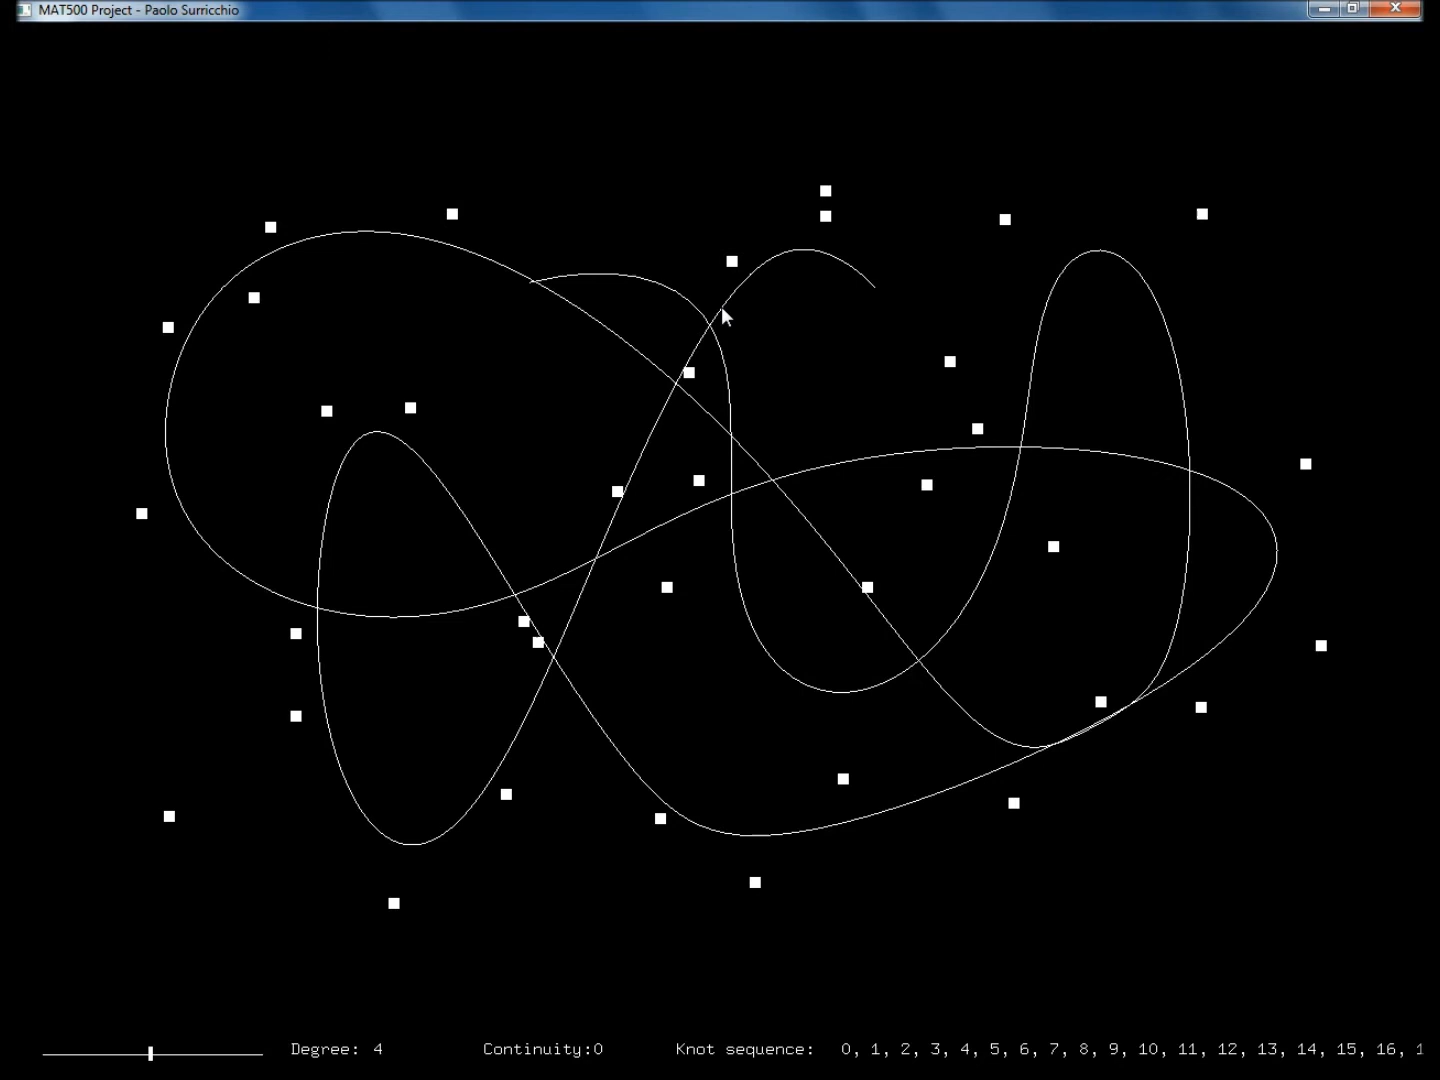 MAT500 Project - Paolo Surricchio
Degree: 4 Continuity:0 Knot sequence: 0, 1, 2, 3, 4, 5, 6, 7, 8, 9, 10, 11, 12, 13, 14, 15, 16, 1